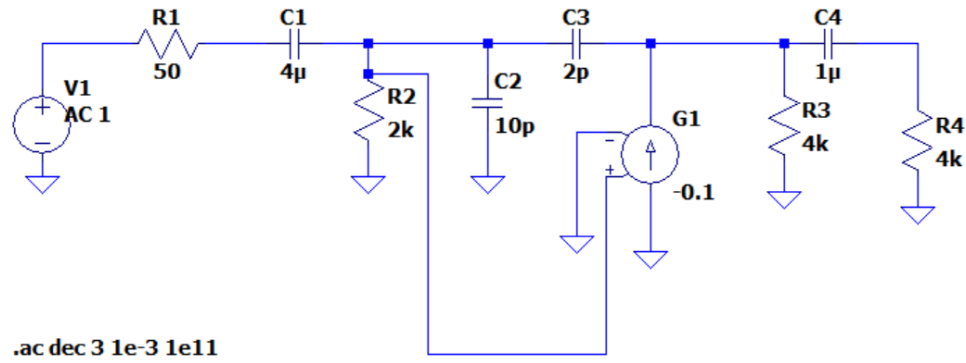 R1
50
C1
4µ
C3
2p
C4
1µ
V1
AC 1
R2
2k
C2
10p
G1
-0.1
R3
4k
R4
4k
+
−
−
+
.ac dec 3 1e-3 1e11